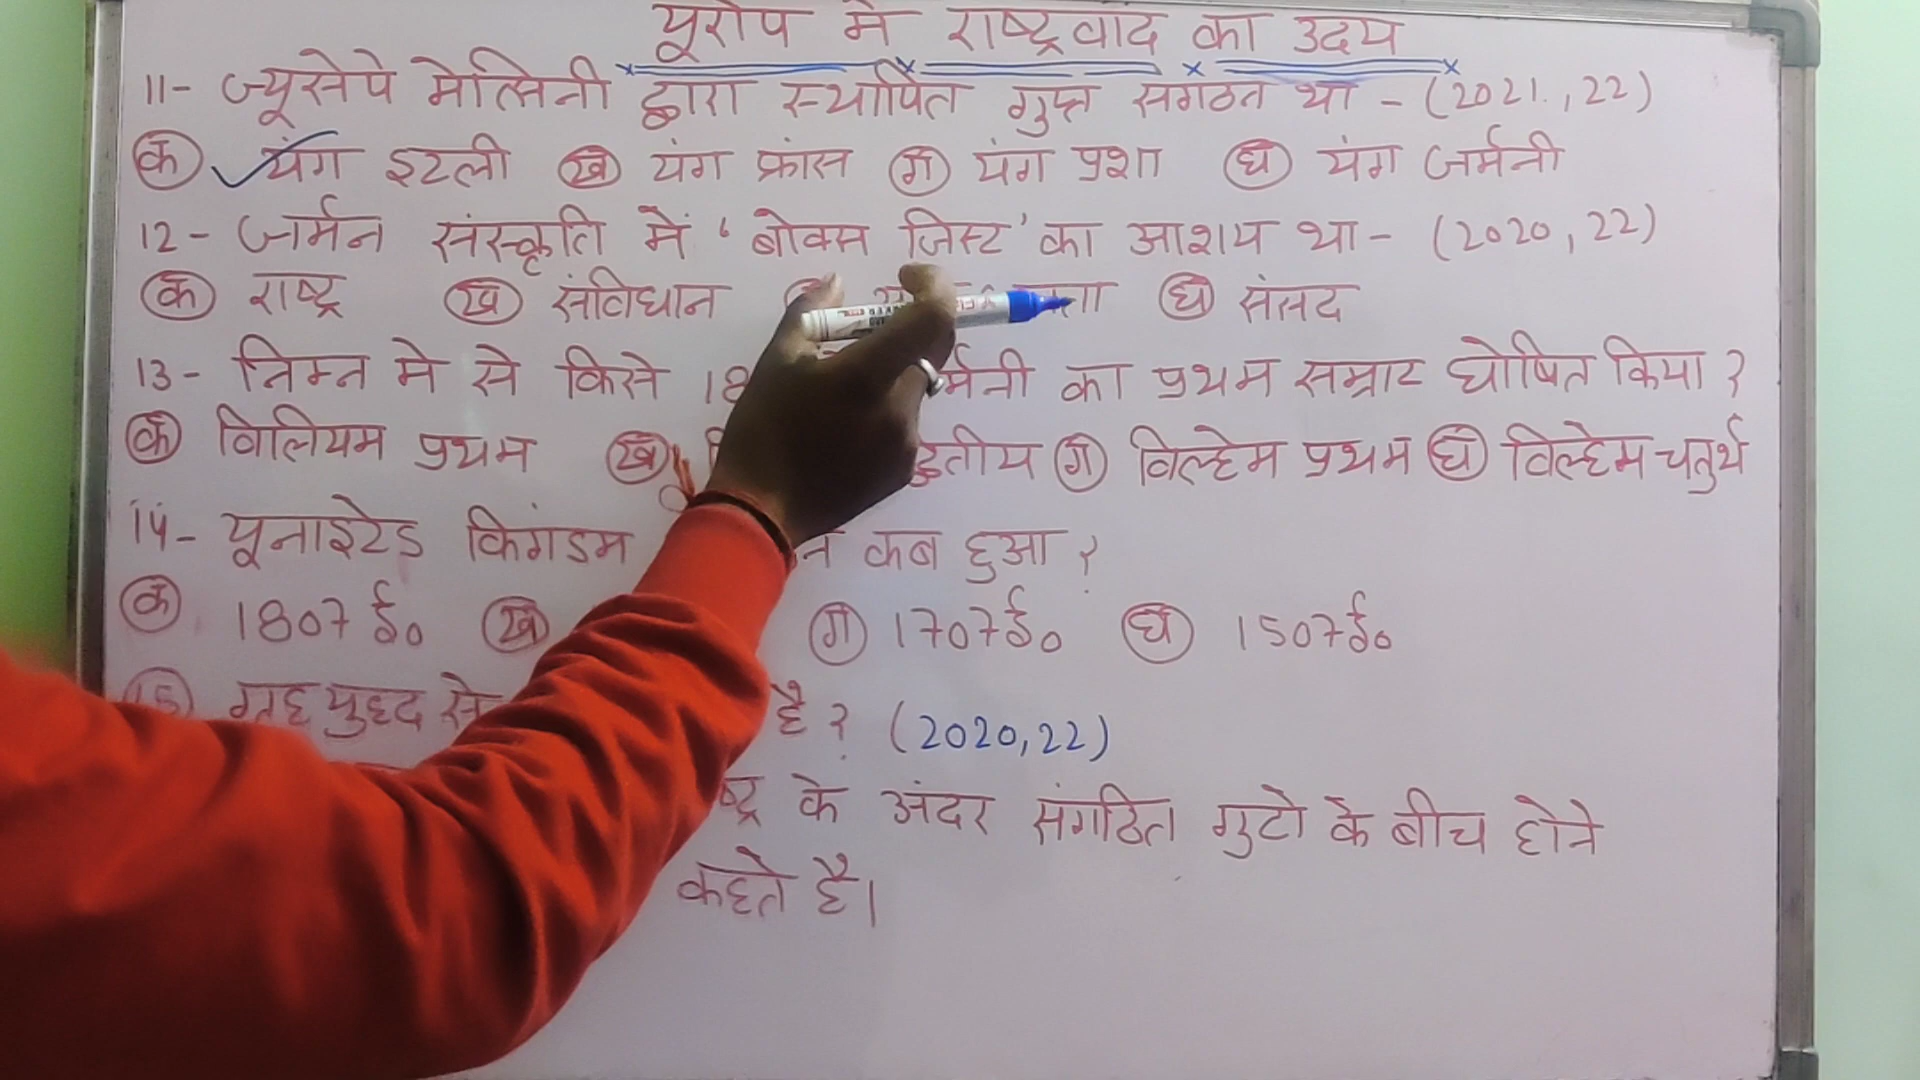 यूरोप मे राष्ट्रवाद का उदय
11- ज्यूसेपे मेत्सिनी द्वारा स्थापित गुप्त संगठन था - (2021, 22)
क यंग इटली ख यंग फ्रांस ग यंग प्रशा घ यंग जर्मनी
12- जर्मन संस्कृति में ' बोक्स जिस्ट ' का आशय था - (2020, 22)
क राष्ट्र ख संविधान घ संसद
13- निम्न मे से किसे का प्रथम सम्राट घोषित किया ?
क विलियम प्रथम ख ग विल्हेम प्रथम घ विल्हेम चतुर्थ
14- यूनाइटेड किंगडम कब हुआ ?
क 1807 ई० ख ग 1707 ई० घ 1507 ई०
15 गृहयुध्द से है ? (2020, 22)
के अंदर संगठित गुटो के बीच होने
कहते है।